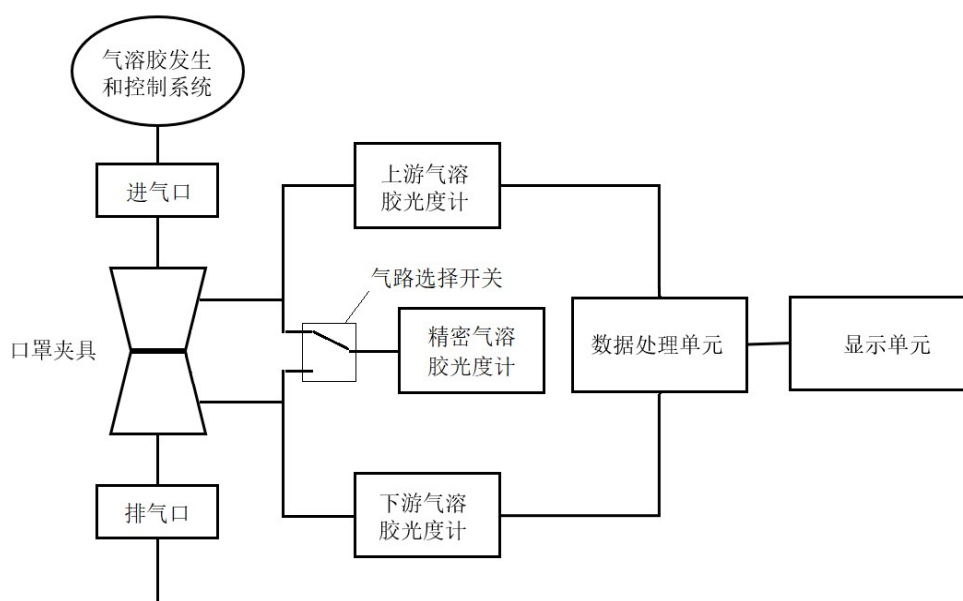 气溶胶发生
和控制系统
进气口
上游气溶
胶光度计
气路选择开关
口罩夹具
精密气溶
胶光度计
数据处理单元
显示单元
排气口
下游气溶
胶光度计